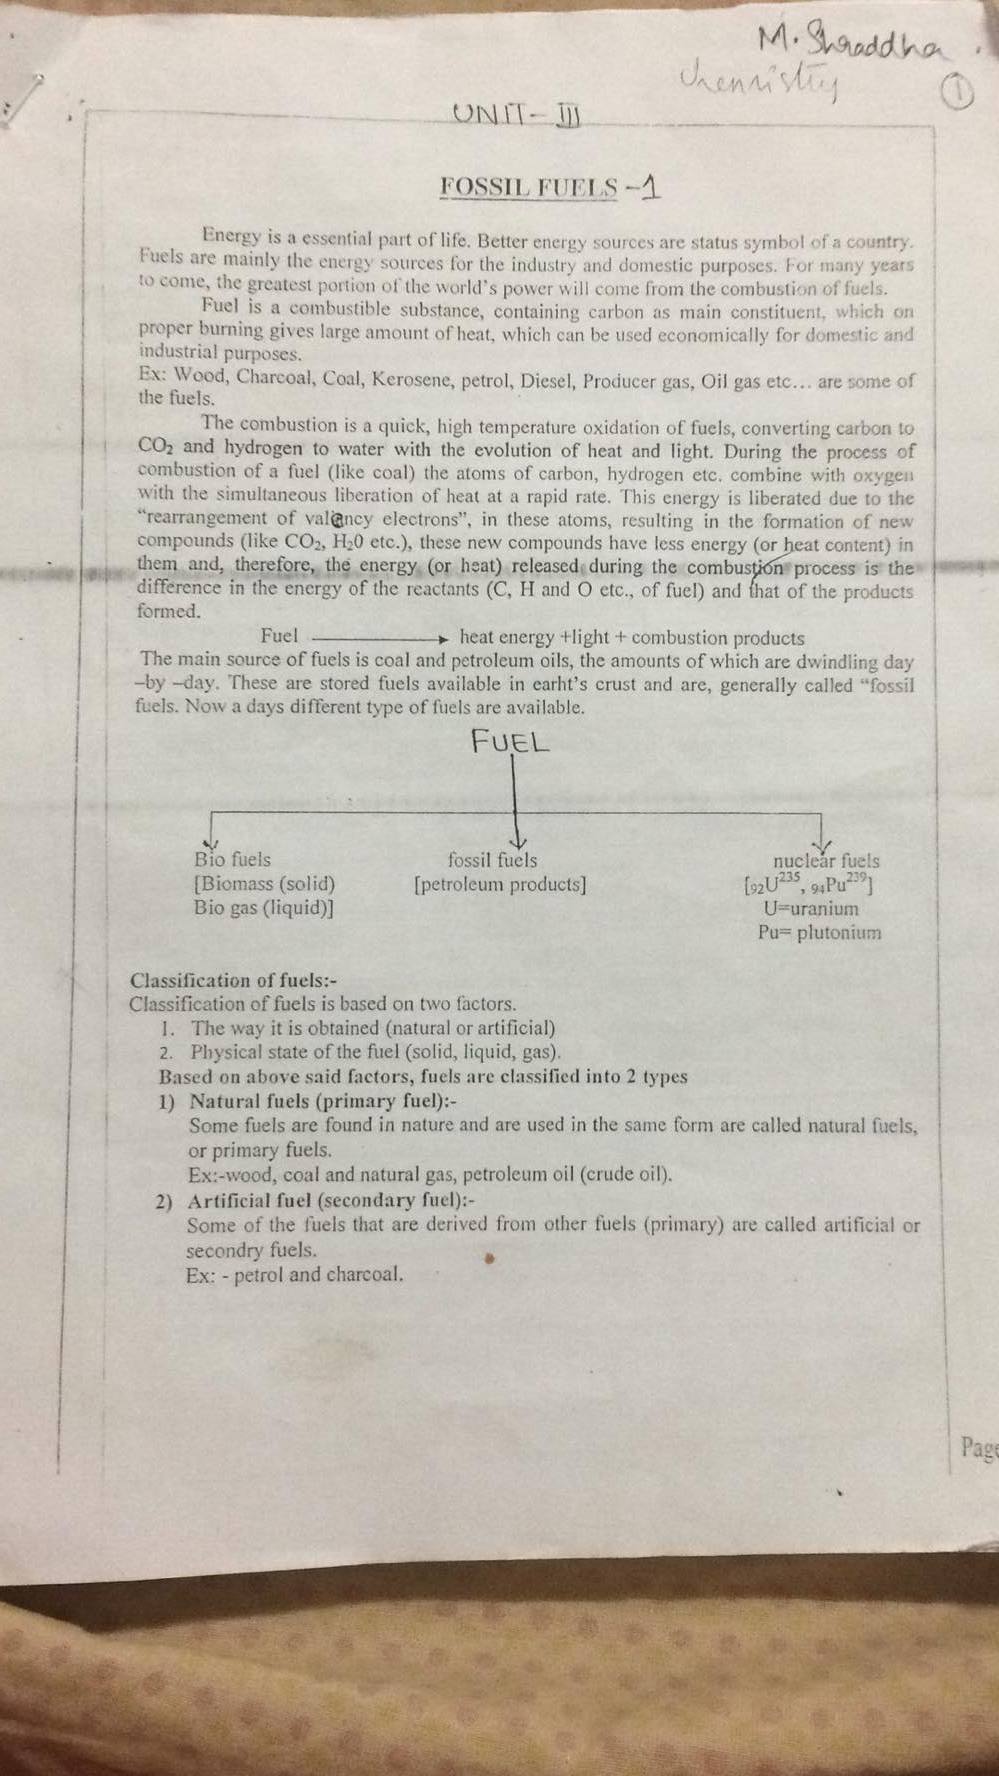 M. Shraddha
Chemistry
1
UNIT- III
FOSSIL FUELS -1
Energy is a essential part of life. Better energy sources are status symbol of a country.
Fuels are mainly the energy sources for the industry and domestic purposes. For many years
to come, the greatest portion of the world's power will come from the combustion of fuels.
Fuel is a combustible substance, containing carbon as main constituent, which on
proper burning gives large amount of heat, which can be used economically for domestic and
industrial purposes.
Ex: Wood, Charcoal, Coal, Kerosene, petrol, Diesel, Producer gas, Oil gas etc... are some of
the fuels.
The combustion is a quick, high temperature oxidation of fuels, converting carbon to
CO₂ and hydrogen to water with the evolution of heat and light. During the process of
combustion of a fuel (like coal) the atoms of carbon, hydrogen etc. combine with oxygen
with the simultaneous liberation of heat at a rapid rate. This energy is liberated due to the
“rearrangement of valency electrons”, in these atoms, resulting in the formation of new
compounds (like CO₂, H₂0 etc.), these new compounds have less energy (or heat content) in
them and, therefore, the energy (or heat) released during the combustion process is the
difference in the energy of the reactants (C, H and O etc., of fuel) and that of the products
formed.
Fuel → heat energy +light + combustion products
The main source of fuels is coal and petroleum oils, the amounts of which are dwindling day
–by –day. These are stored fuels available in earht's crust and are, generally called “fossil
fuels. Now a days different type of fuels are available.
FUEL
Bio fuels fossil fuels nuclear fuels
[Biomass (solid) [petroleum products] [₉₂U²³⁵, ₉₄Pu²³⁹]
Bio gas (liquid)] U=uranium
Pu= plutonium
Classification of fuels:-
Classification of fuels is based on two factors.
1. The way it is obtained (natural or artificial)
2. Physical state of the fuel (solid, liquid, gas).
Based on above said factors, fuels are classified into 2 types
1) Natural fuels (primary fuel):-
Some fuels are found in nature and are used in the same form are called natural fuels,
or primary fuels.
Ex:-wood, coal and natural gas, petroleum oil (crude oil).
2) Artificial fuel (secondary fuel):-
Some of the fuels that are derived from other fuels (primary) are called artificial or
secondry fuels.
Ex: - petrol and charcoal.
Page